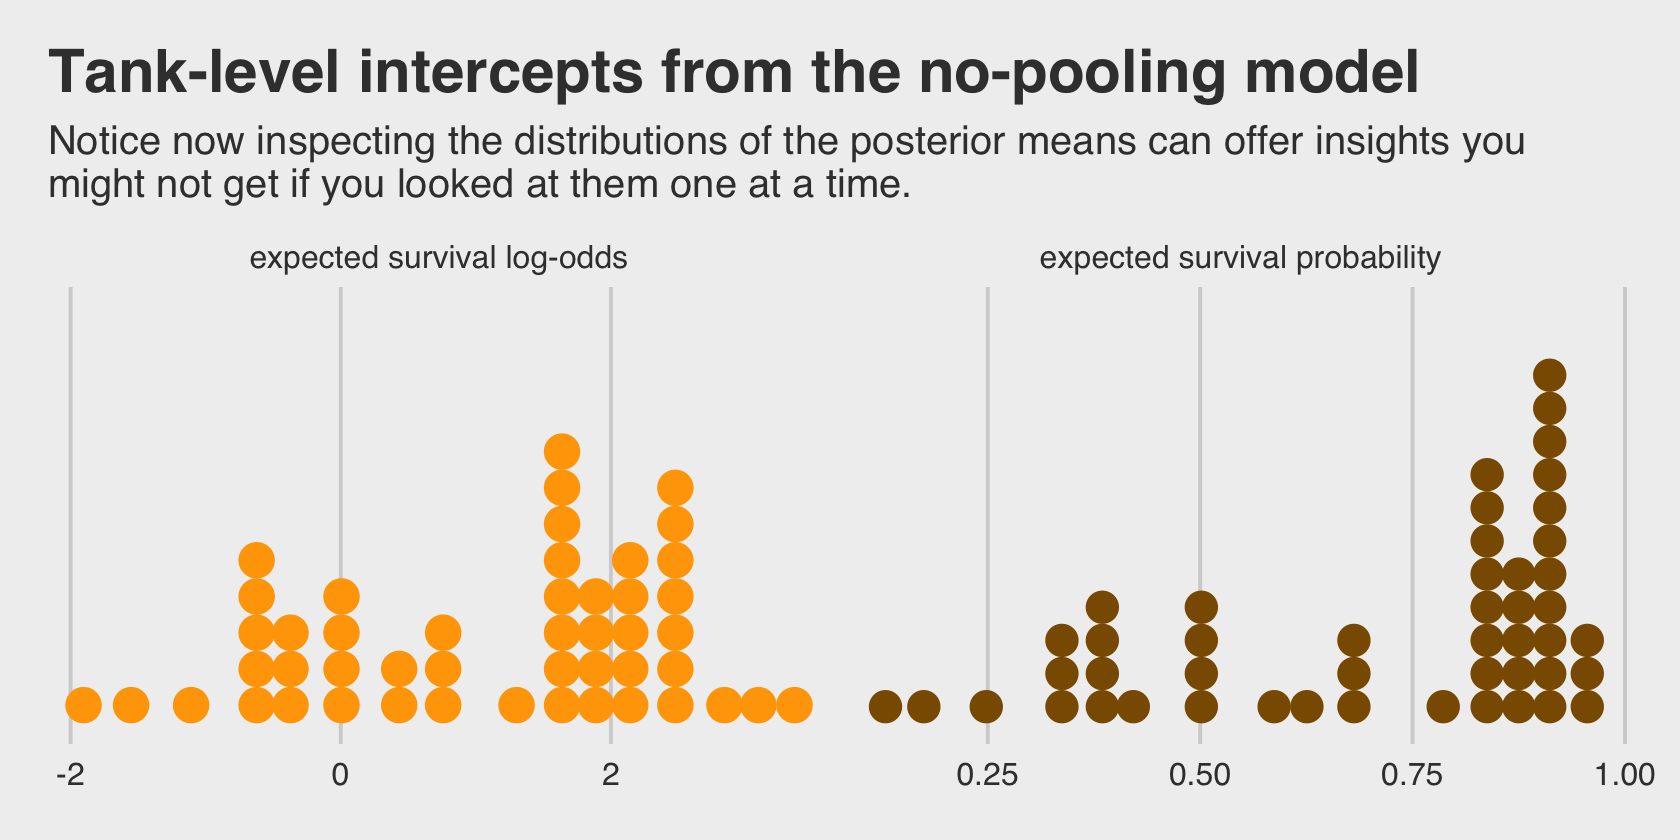 Tank-level intercepts from the no-pooling model
Notice now inspecting the distributions of the posterior means can offer insights you
might not get if you looked at them one at a time.
expected survival log-odds
expected survival probability
-2 0 2
0.25 0.50 0.75 1.00